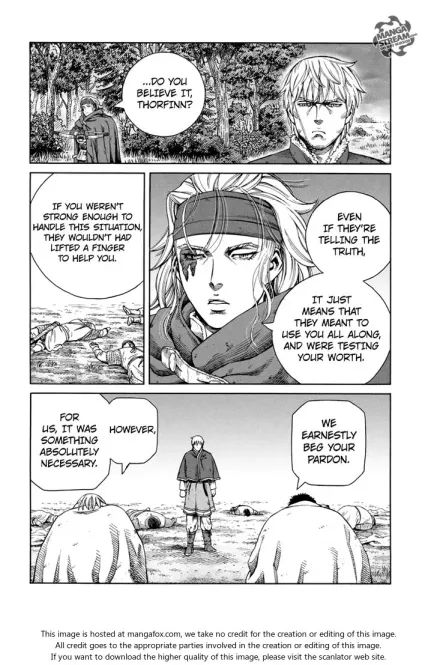 MANGA
STREAM
...DO YOU
BELIEVE IT,
THORFINN?
IF YOU WEREN'T
STRONG ENOUGH TO
HANDLE THIS SITUATION,
THEY WOULDN'T HAD
LIFTED A FINGER
TO HELP YOU.
EVEN
IF THEY'RE
TELLING THE
TRUTH,
IT JUST
MEANS THAT
THEY MEANT TO
USE YOU ALL ALONG,
AND WERE TESTING
YOUR WORTH.
FOR
US, IT WAS
SOMETHING
ABSOLUTELY
NECESSARY.
HOWEVER,
WE
EARNESTLY
BEG YOUR
PARDON.
This image is hosted at mangafox.com, we take no credit for the creation or editing of this image.
All credit goes to the appropriate parties involved in the creation or editing of this image.
If you want to download the higher quality of this image, please visit the scanlator web site.